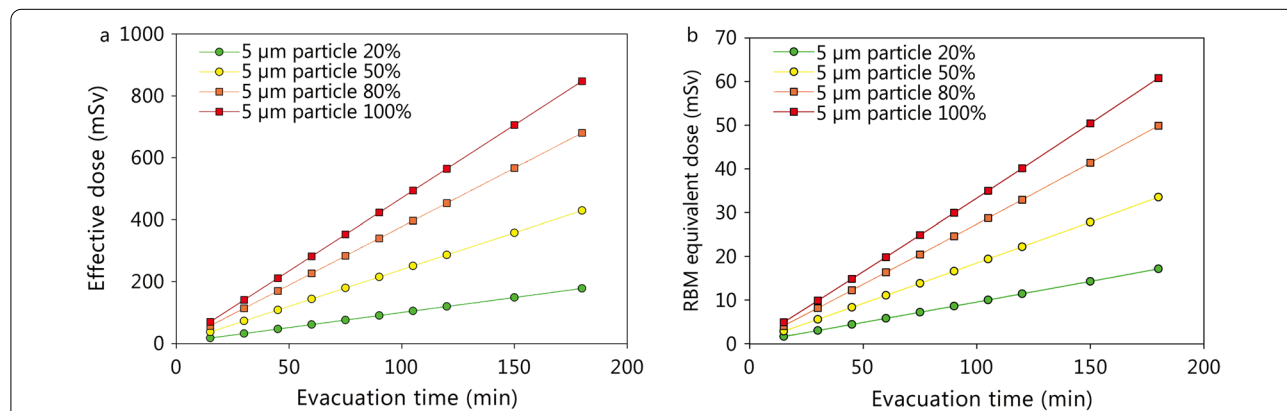 a
5 μm particle 20%
5 μm particle 50%
5 μm particle 80%
5 μm particle 100%
Effective dose (mSv)
1000
800
600
400
200
0
0 50 100 150 200
Evacuation time (min)
b
5 μm particle 20%
5 μm particle 50%
5 μm particle 80%
5 μm particle 100%
RBM equivalent dose (mSv)
70
60
50
40
30
20
10
0
0 50 100 150 200
Evacuation time (min)